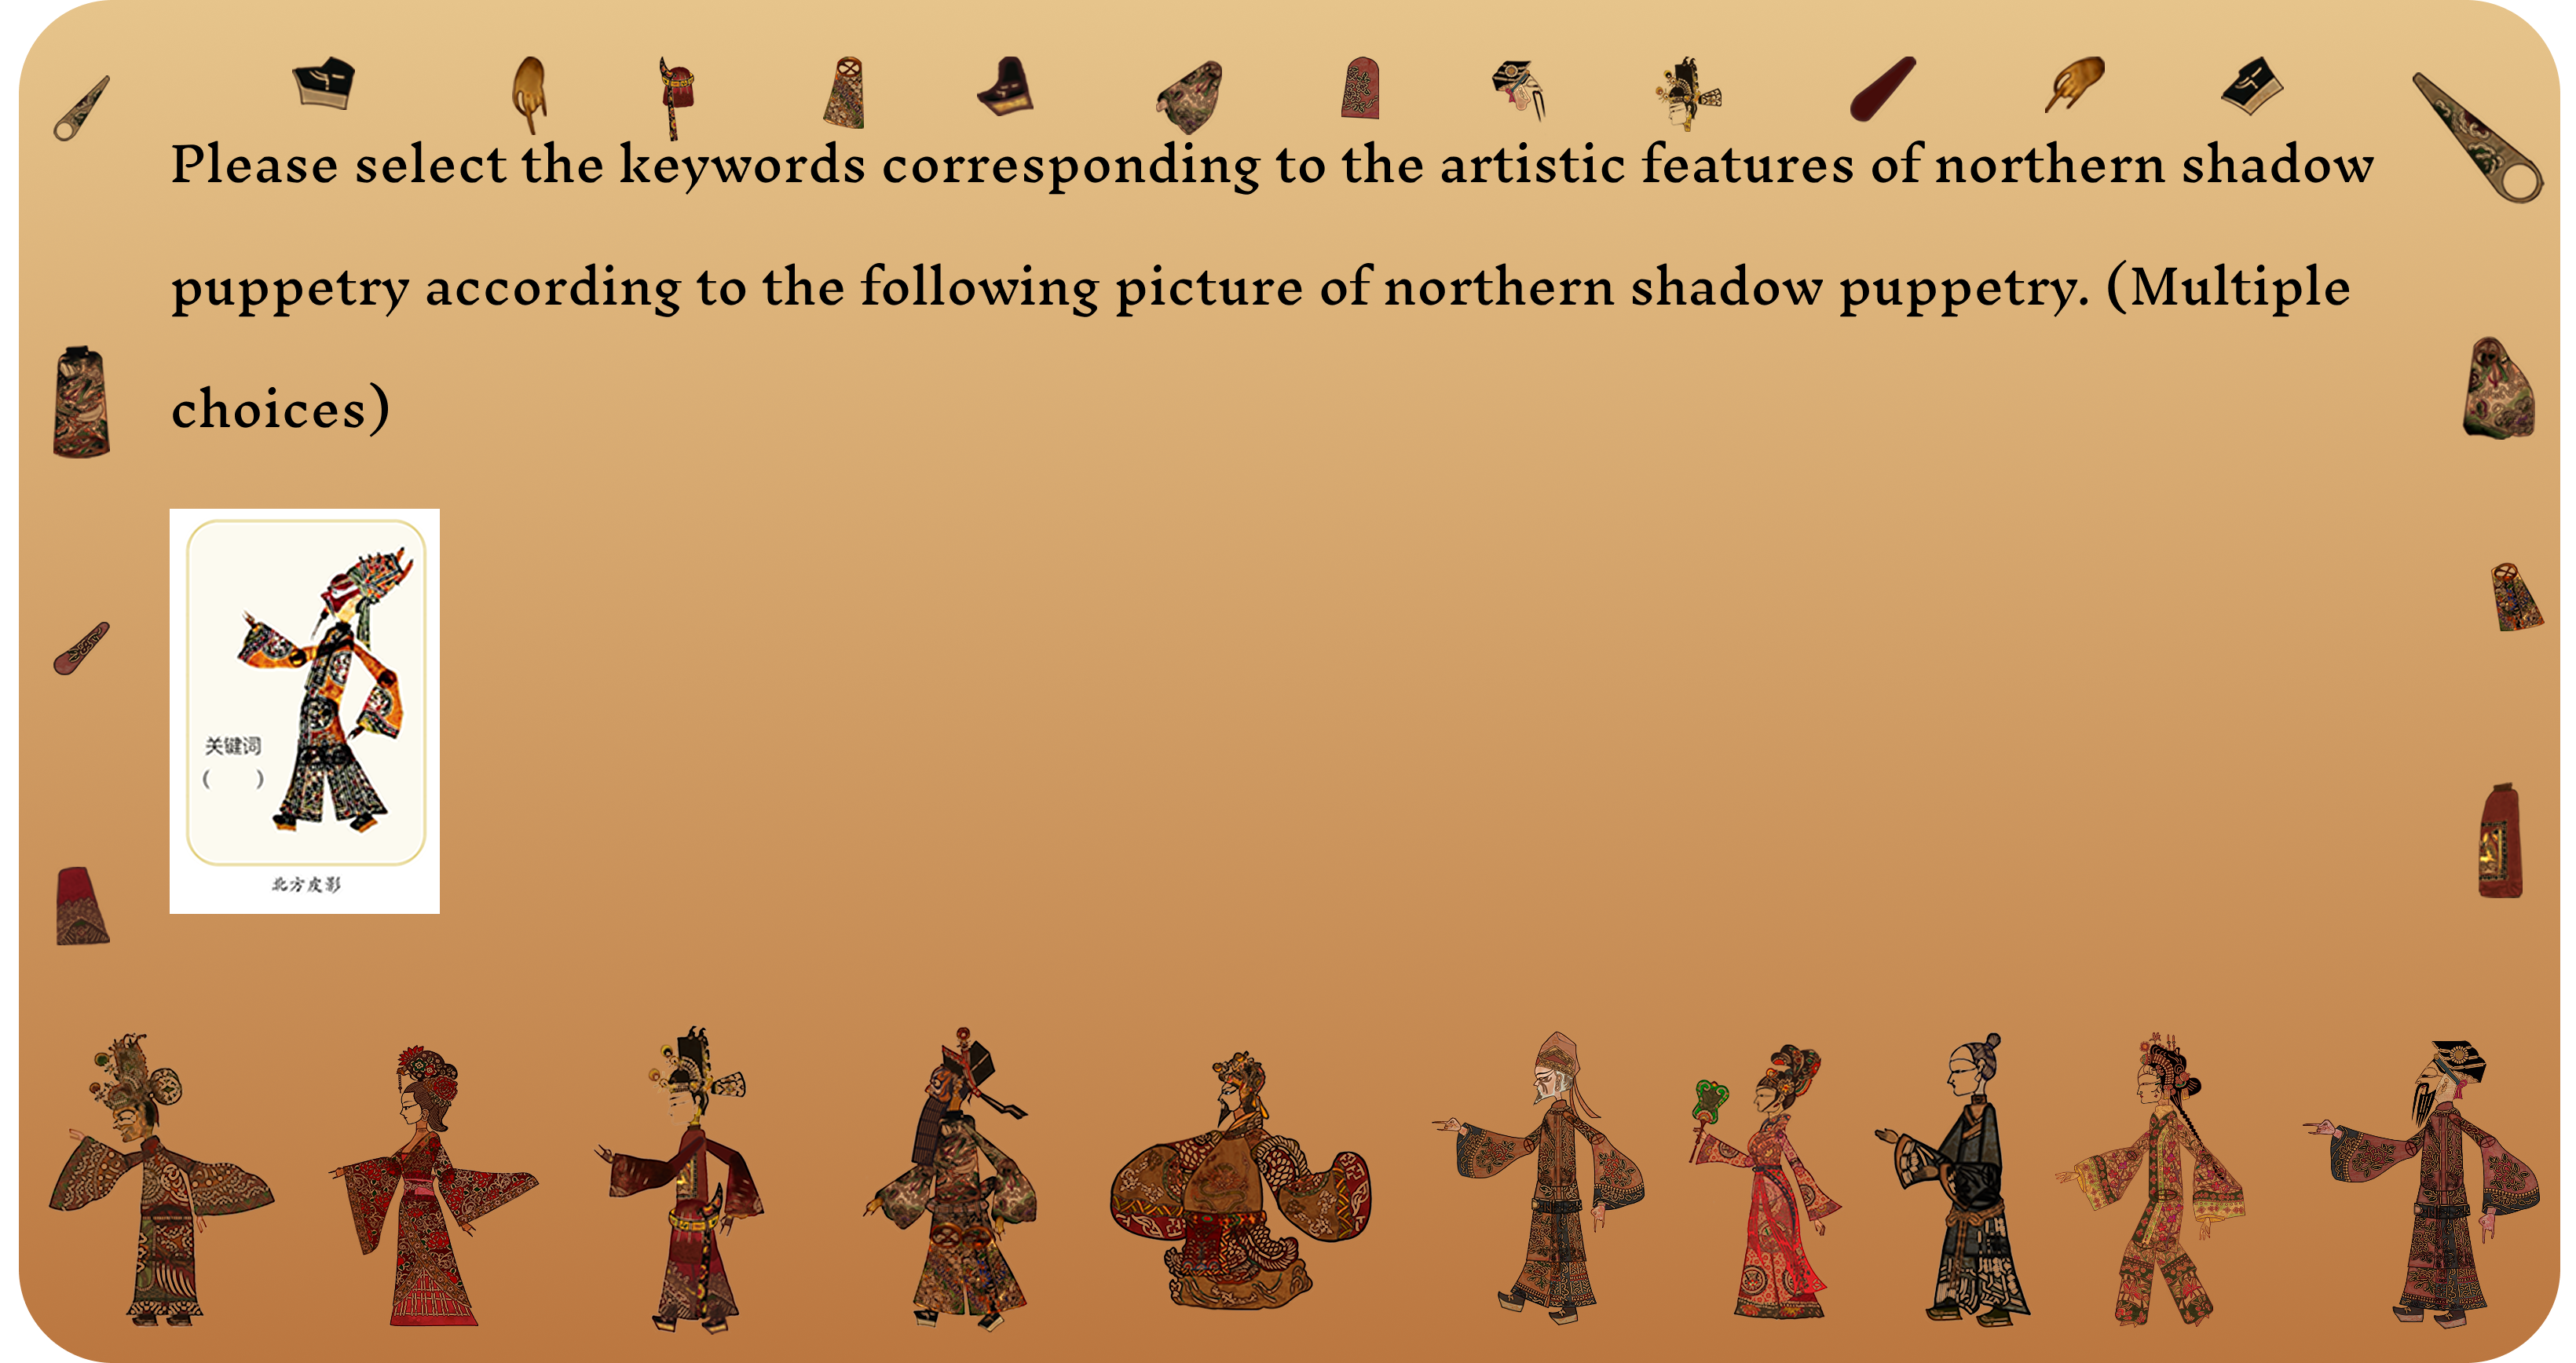 Please select the keywords corresponding to the artistic features of northern shadow
puppetry according to the following picture of northern shadow puppetry. (Multiple
choices)
关键词
(      )
北方皮影